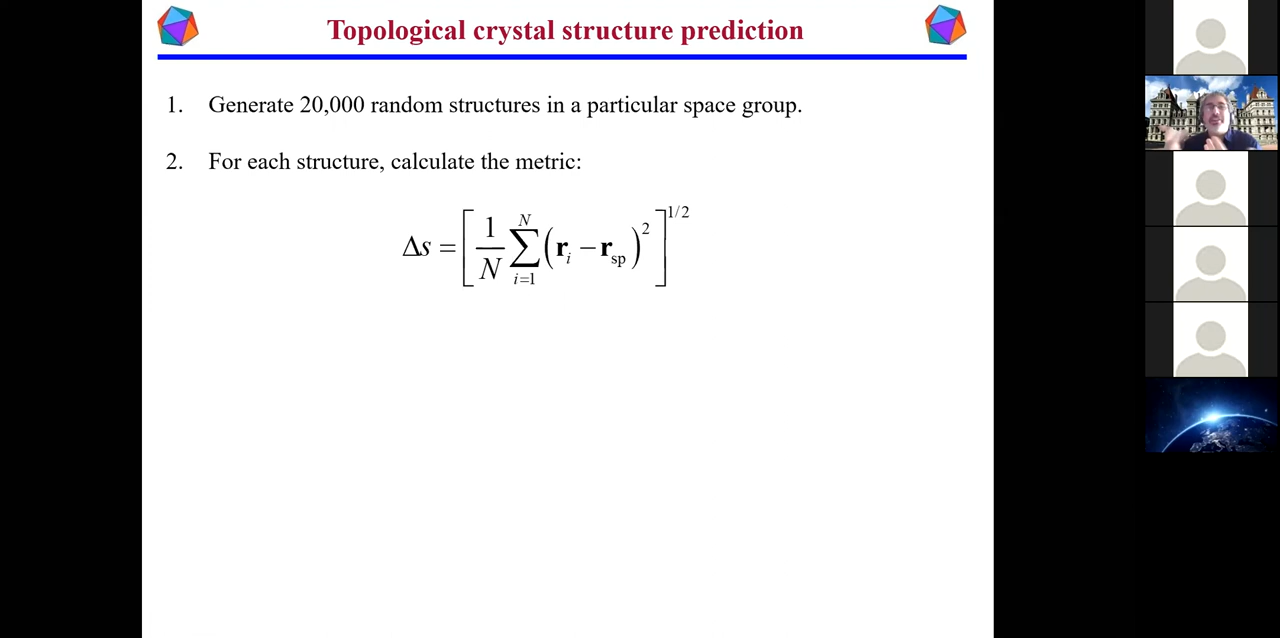 Topological crystal structure prediction
1. Generate 20,000 random structures in a particular space group.
2. For each structure, calculate the metric:
Δs = [ 1/N ∑_{i=1}^{N} (r_i − r_sp)^2 ]^{1/2}